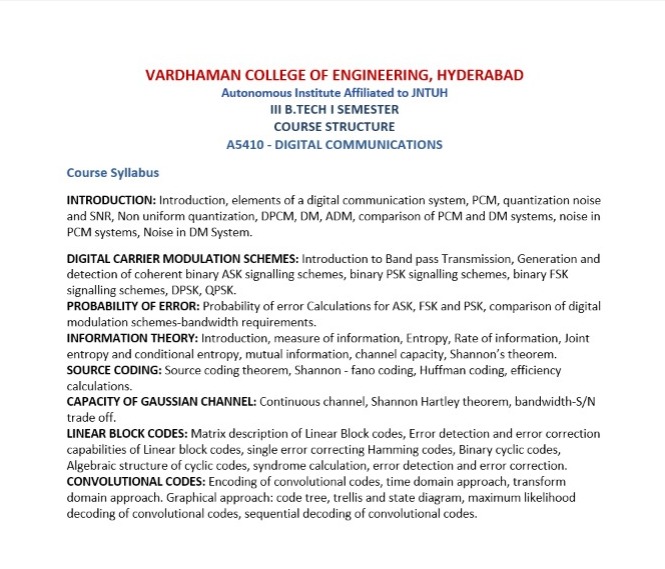 VARDHAMAN COLLEGE OF ENGINEERING, HYDERABAD
Autonomous Institute Affiliated to JNTUH
III B.TECH I SEMESTER
COURSE STRUCTURE
A5410 - DIGITAL COMMUNICATIONS
Course Syllabus
INTRODUCTION: Introduction, elements of a digital communication system, PCM, quantization noise
and SNR, Non uniform quantization, DPCM, DM, ADM, comparison of PCM and DM systems, noise in
PCM systems, Noise in DM System.
DIGITAL CARRIER MODULATION SCHEMES: Introduction to Band pass Transmission, Generation and
detection of coherent binary ASK signalling schemes, binary PSK signalling schemes, binary FSK
signalling schemes, DPSK, QPSK.
PROBABILITY OF ERROR: Probability of error Calculations for ASK, FSK and PSK, comparison of digital
modulation schemes-bandwidth requirements.
INFORMATION THEORY: Introduction, measure of information, Entropy, Rate of information, Joint
entropy and conditional entropy, mutual information, channel capacity, Shannon's theorem.
SOURCE CODING: Source coding theorem, Shannon - fano coding, Huffman coding, efficiency
calculations.
CAPACITY OF GAUSSIAN CHANNEL: Continuous channel, Shannon Hartley theorem, bandwidth-S/N
trade off.
LINEAR BLOCK CODES: Matrix description of Linear Block codes, Error detection and error correction
capabilities of Linear block codes, single error correcting Hamming codes, Binary cyclic codes,
Algebraic structure of cyclic codes, syndrome calculation, error detection and error correction.
CONVOLUTIONAL CODES: Encoding of convolutional codes, time domain approach, transform
domain approach. Graphical approach: code tree, trellis and state diagram, maximum likelihood
decoding of convolutional codes, sequential decoding of convolutional codes.